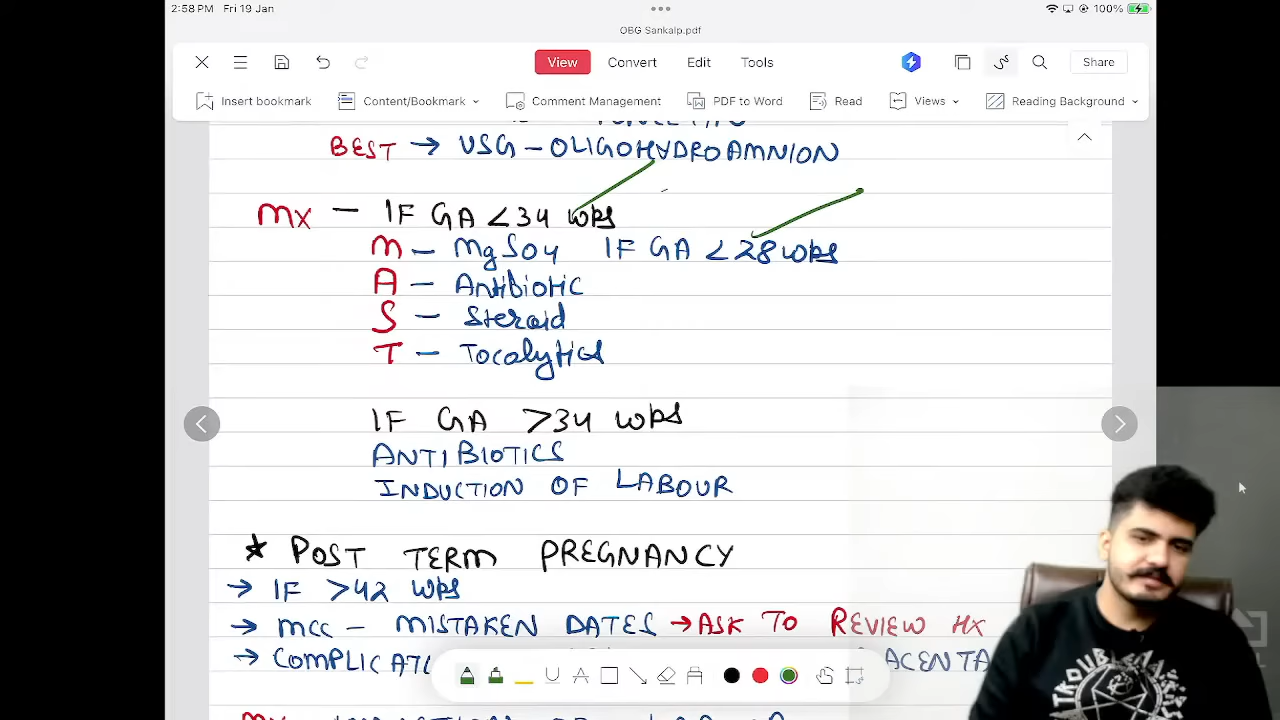 2:58 PM Fri 19 Jan
100%
OBG Sankalp.pdf
View Convert Edit Tools Share
Insert bookmark Content/Bookmark Comment Management PDF to Word Read Views Reading Background
BEST → USG - OLIGOHYDROAMNION
Mx - IF GA <34 wks
M - MgSO4 IF GA <28 wks
A - Antibiotic
S - Steroid
T - Tocolytics
IF GA >34 wks
ANTIBIOTICS
INDUCTION OF LABOUR
* POST TERM PREGNANCY
→ IF >42 wks
→ MCC - MISTAKEN DATES → ASK TO REVIEW HX
→ COMPLICATI
TROUBLE